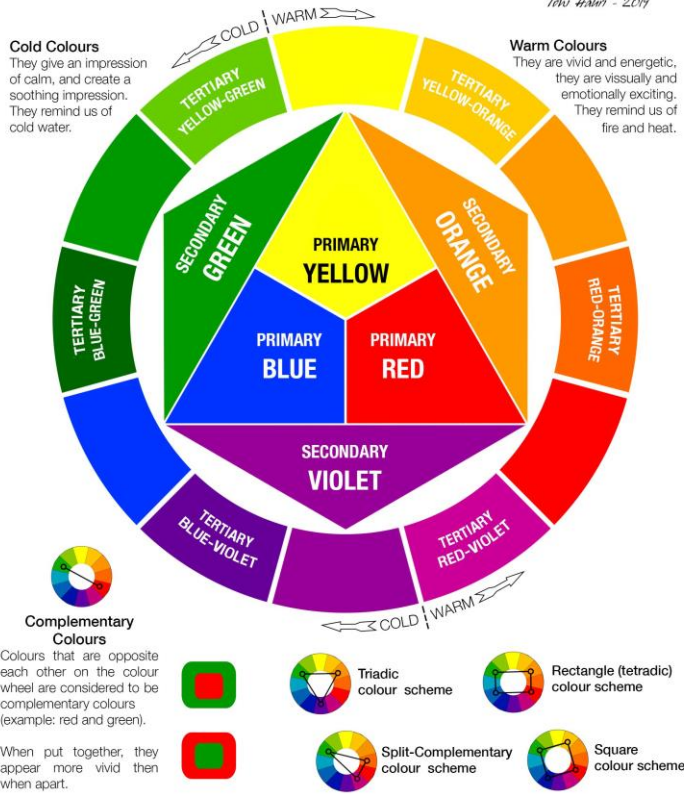 Cold Colours
They give an impression
of calm, and create a
soothing impression.
They remind us of
cold water.
COLD
WARM
Warm Colours
They are vivid and energetic,
they are vissually and
emotionally exciting.
They remind us of
fire and heat.
TERTIARY
YELLOW-GREEN
TERTIARY
YELLOW-ORANGE
SECONDARY
GREEN
PRIMARY
YELLOW
SECONDARY
ORANGE
TERTIARY
BLUE-GREEN
PRIMARY
BLUE
PRIMARY
RED
TERTIARY
RED-ORANGE
SECONDARY
VIOLET
TERTIARY
BLUE-VIOLET
TERTIARY
RED-VIOLET
COLD
WARM
Complementary
Colours
Colours that are opposite
each other on the colour
wheel are considered to be
complementary colours
(example: red and green).
When put together, they
appear more vivid then
when apart.
Triadic
colour scheme
Rectangle (tetradic)
colour scheme
Split-Complementary
colour scheme
Square
colour scheme